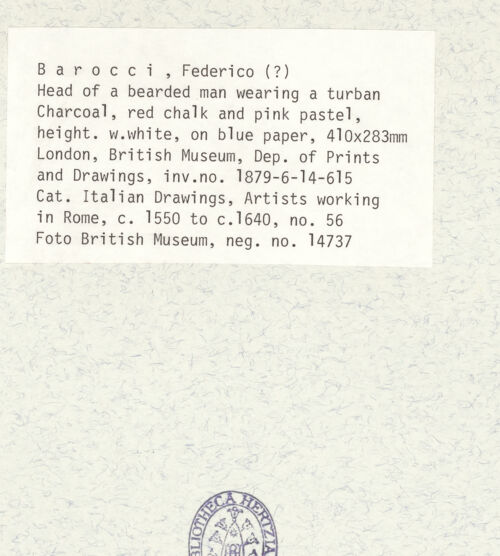 B a r o c c i , Federico (?)
Head of a bearded man wearing a turban
Charcoal, red chalk and pink pastel,
height. w.white, on blue paper, 410x283mm
London, British Museum, Dep. of Prints
and Drawings, inv.no. 1879-6-14-615
Cat. Italian Drawings, Artists working
in Rome, c. 1550 to c.1640, no. 56
Foto British Museum, neg. no. 14737
BIBLIOTHECA HERTZIA